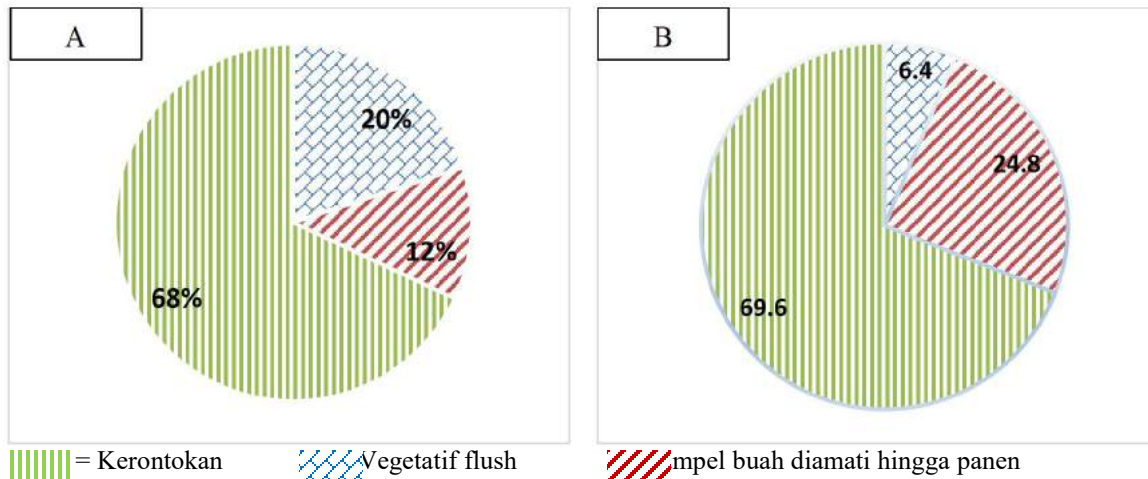 A
20%
12%
68%
B
6.4
24.8
69.6
= Kerontokan
Vegetatif flush
mpel buah diamati hingga panen